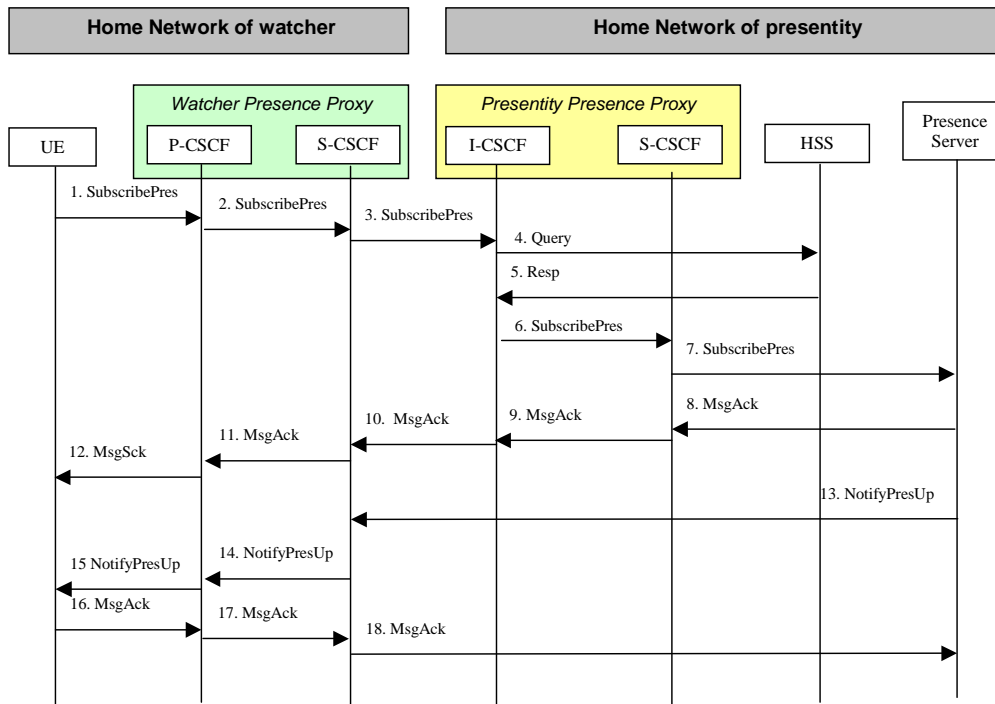 Home Network of watcher
Home Network of presentity
Watcher Presence Proxy
Presentity Presence Proxy
UE
P-CSCF
S-CSCF
I-CSCF
S-CSCF
HSS
Presence
Server
1. SubscribePres
2. SubscribePres
3. SubscribePres
4. Query
5. Resp
6. SubscribePres
7. SubscribePres
8. MsgAck
9. MsgAck
10. MsgAck
11. MsgAck
12. MsgSck
13. NotifyPresUp
14. NotifyPresUp
15 NotifyPresUp
16. MsgAck
17. MsgAck
18. MsgAck